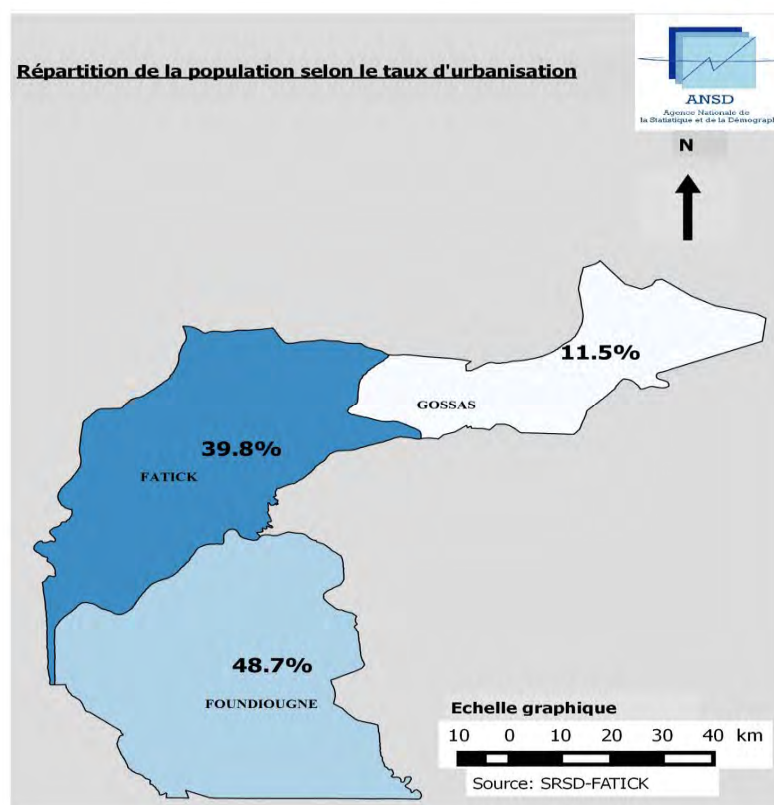 Répartition de la population selon le taux d'urbanisation
ANSD
Agence Nationale de
la Statistique et de la Démograph
N
11.5%
GOSSAS
39.8%
FATICK
48.7%
FOUNDIOUGNE
Echelle graphique
10 0 10 20 30 40 km
Source: SRSD-FATICK